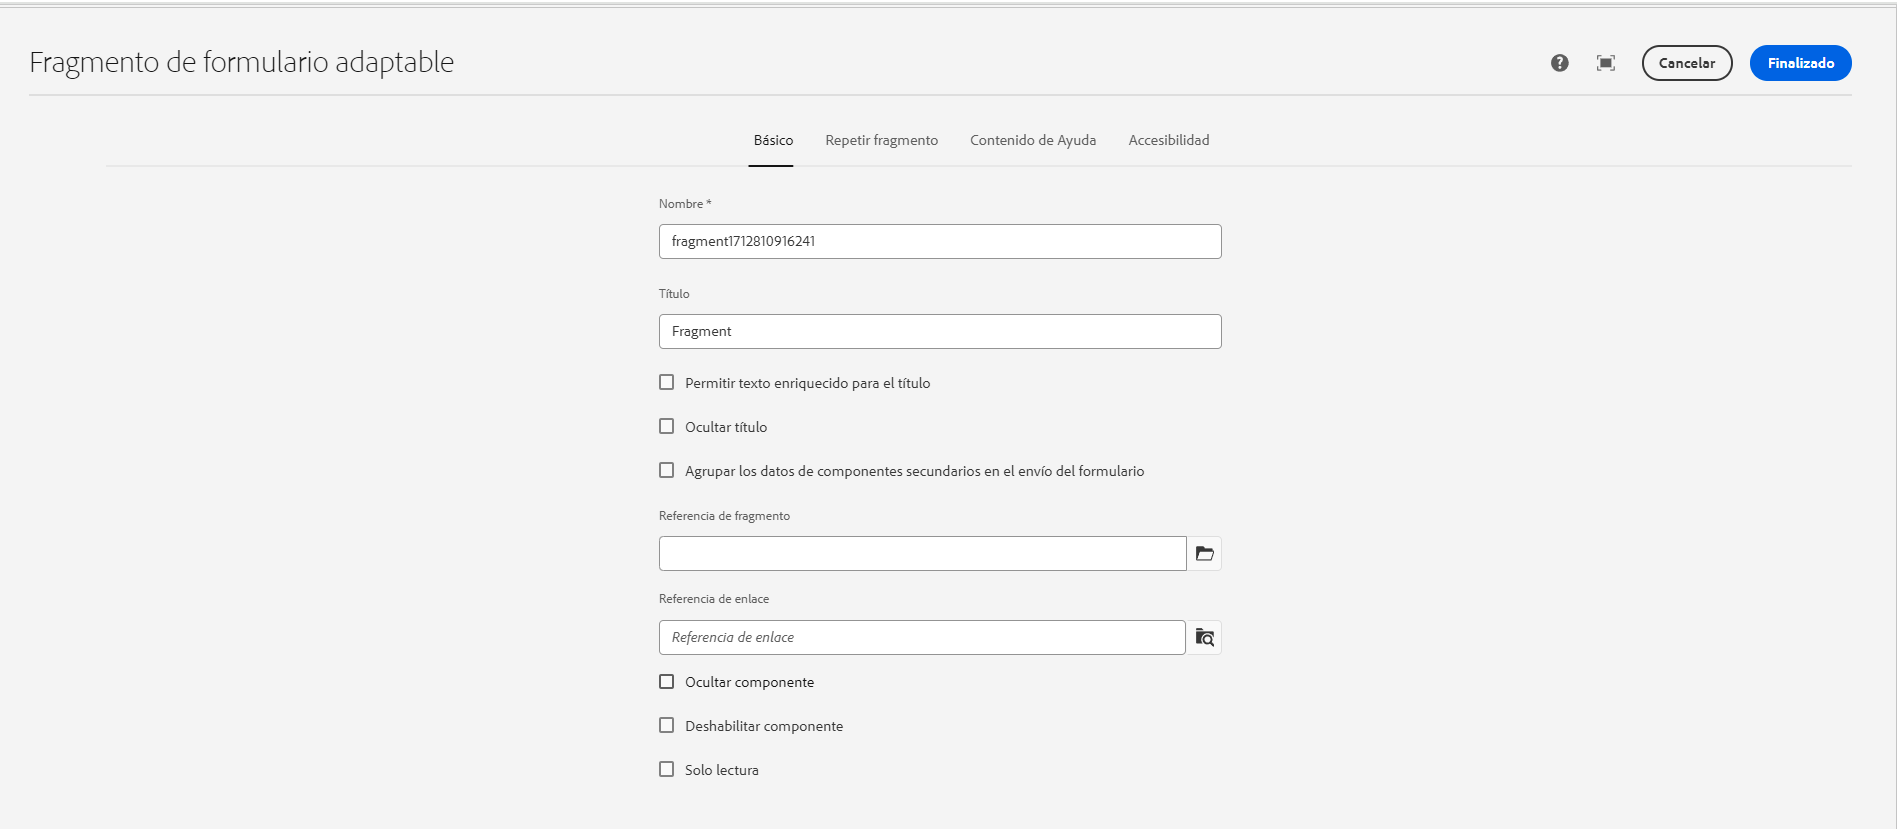 Fragmento de formulario adaptable
Cancelar
Finalizado
Básico
Repetir fragmento
Contenido de Ayuda
Accesibilidad
Nombre *
fragment1712810916241
Título
Fragment
Permitir texto enriquecido para el título
Ocultar título
Agrupar los datos de componentes secundarios en el envío del formulario
Referencia de fragmento
Referencia de enlace
Referencia de enlace
Ocultar componente
Deshabilitar componente
Solo lectura